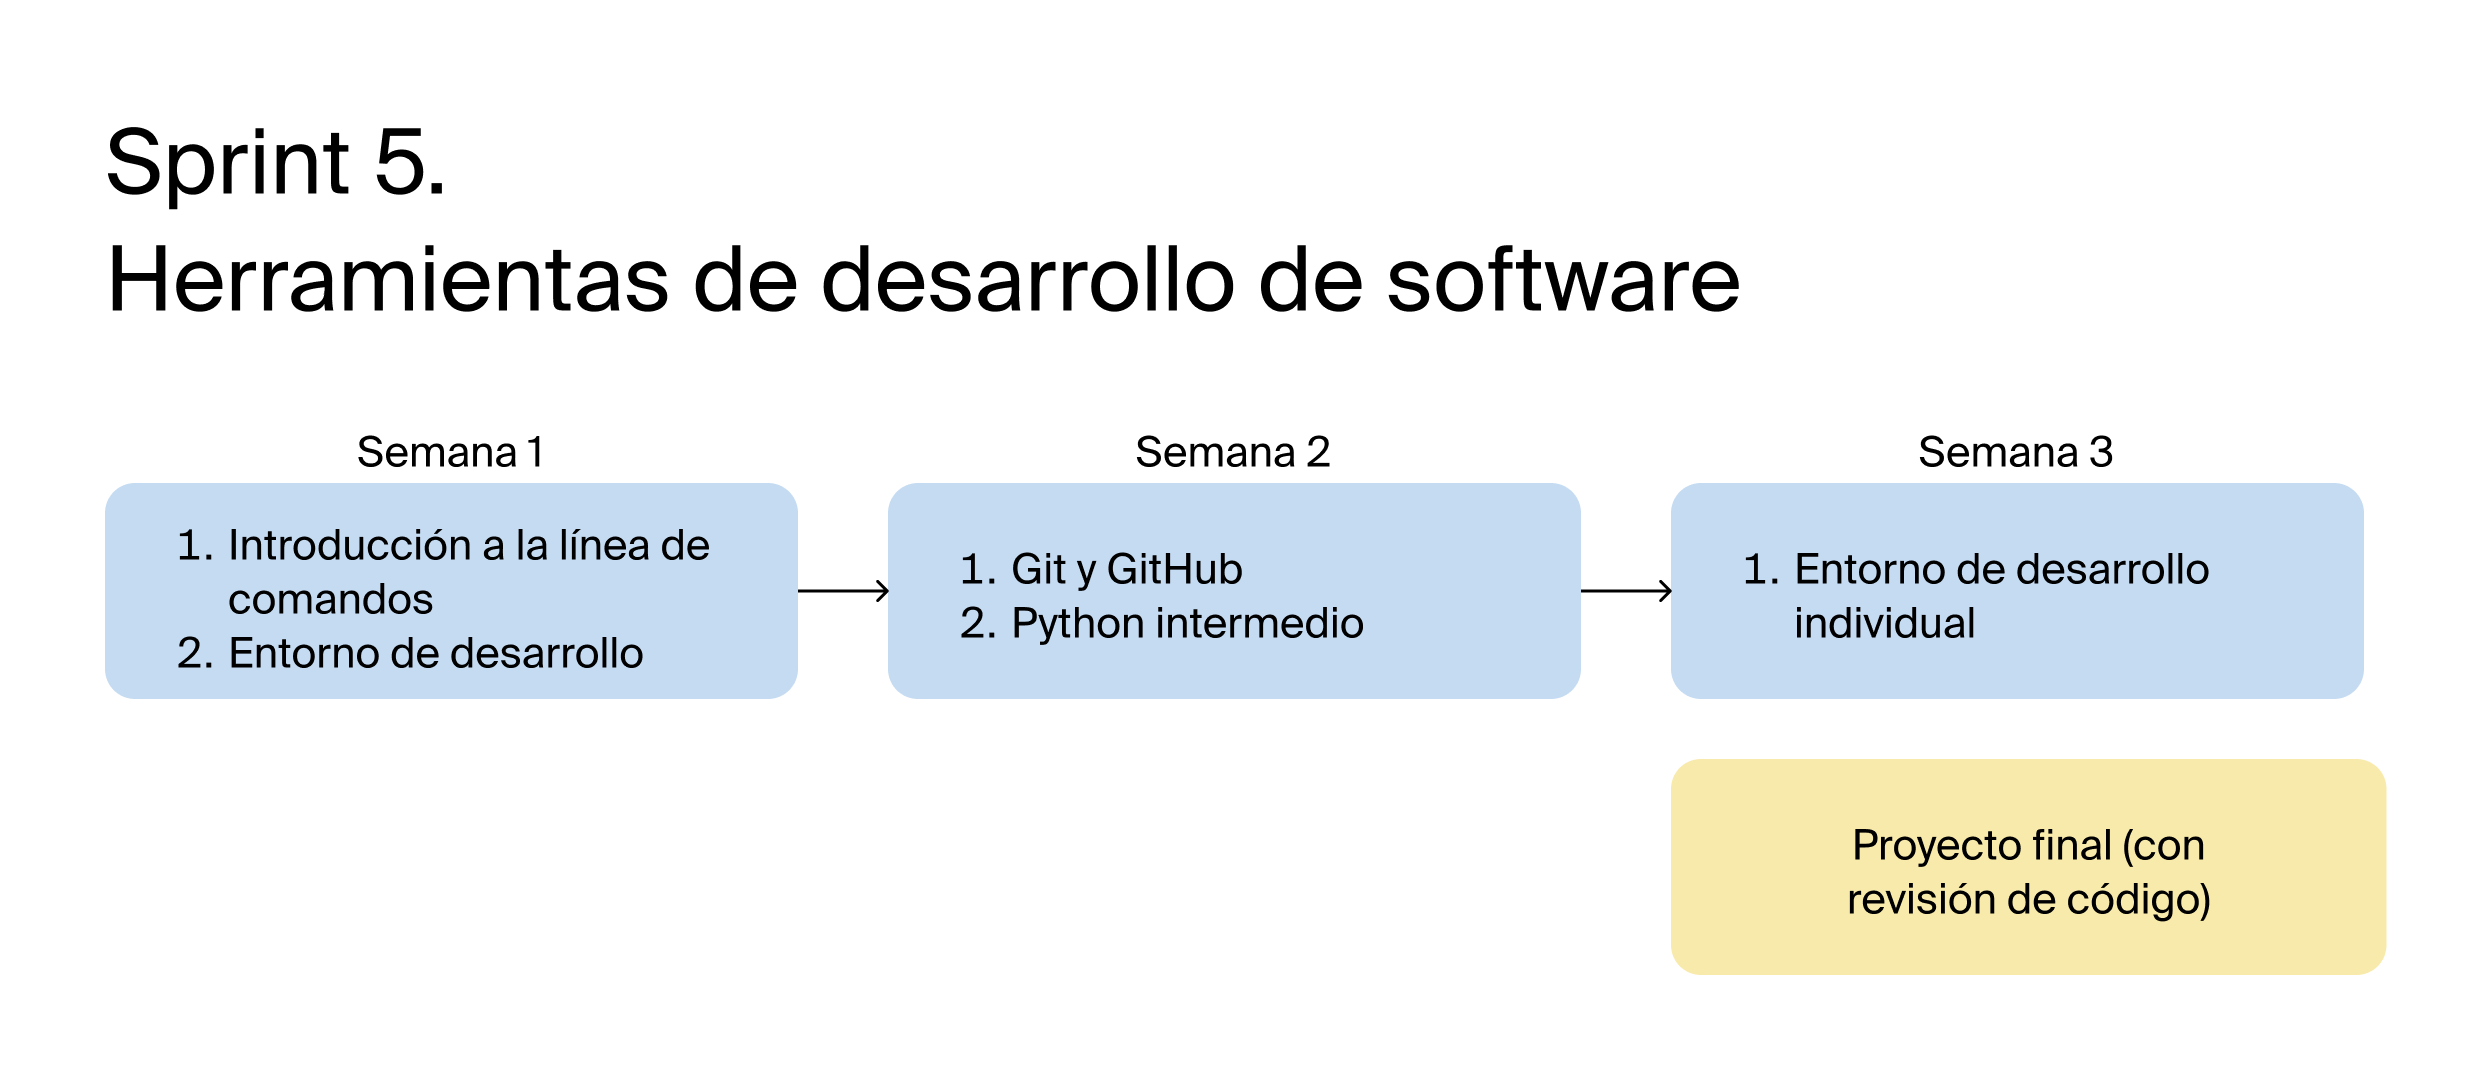 Sprint 5.
Herramientas de desarrollo de software
Semana 1
1. Introducción a la línea de
comandos
2. Entorno de desarrollo
Semana 2
1. Git y GitHub
2. Python intermedio
Semana 3
1. Entorno de desarrollo
individual
Proyecto final (con
revisión de código)